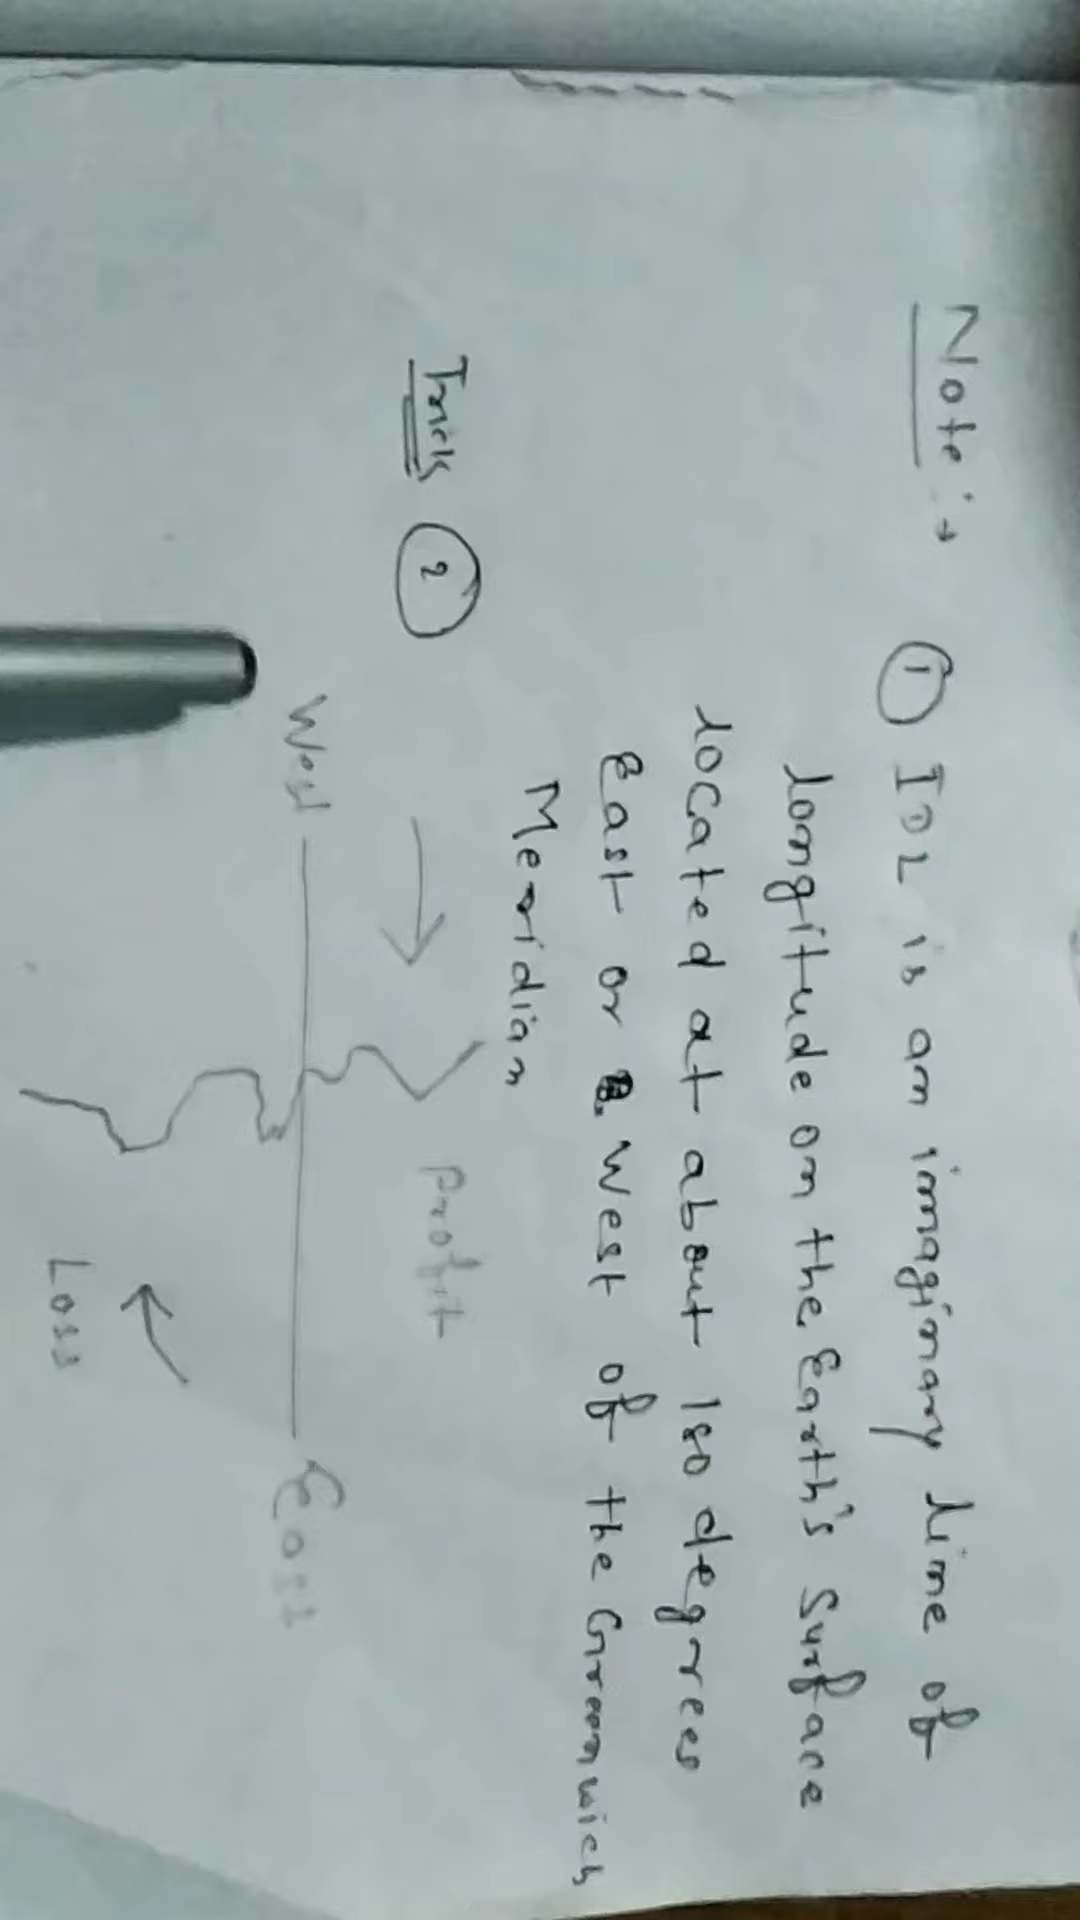 Note :→ ① IDL is an imaginary line of
longitude on the Earth's Surface
located at about 180 degrees
East or West of the Greenwich
Meridian
Trick ②
→ Profit
West East
Loss